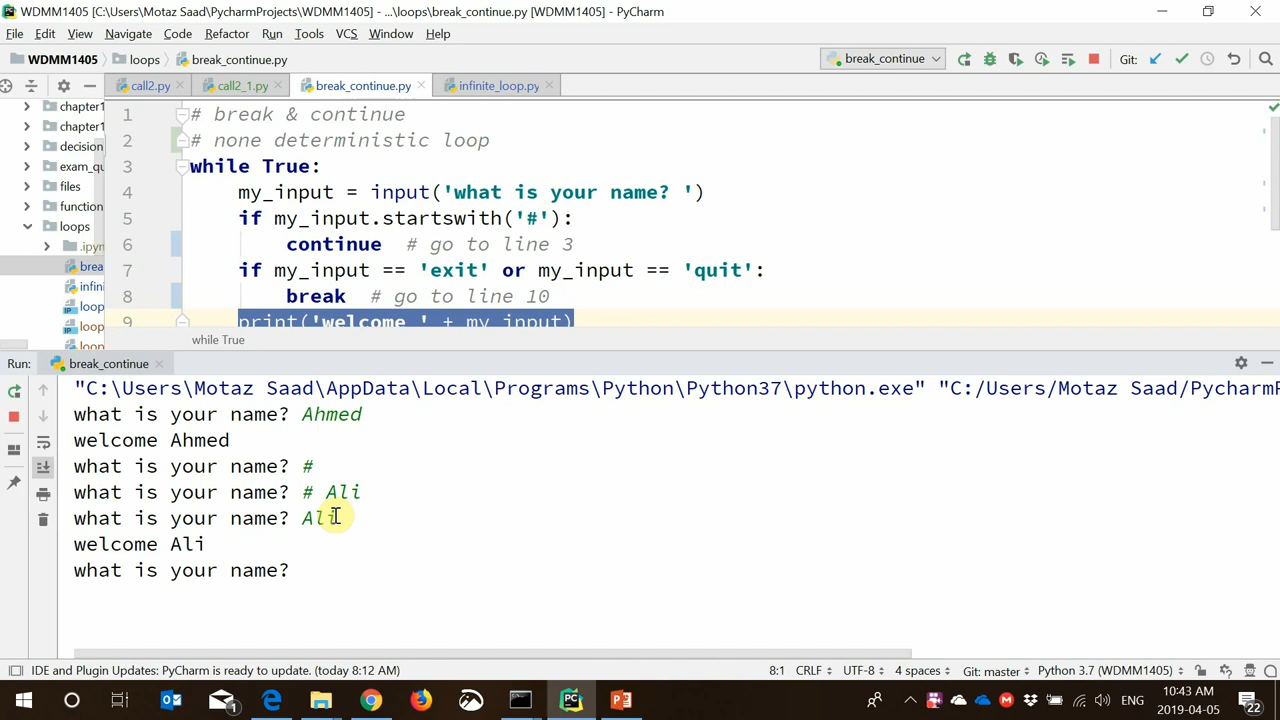 WDMM1405 [C:\Users\Motaz Saad\PycharmProjects\WDMM1405] - ...\loops\break_continue.py [WDMM1405] - PyCharm
File Edit View Navigate Code Refactor Run Tools VCS Window Help
WDMM1405 loops break_continue.py break_continue Git:
call2.py call2_1.py break_continue.py infinite_loop.py
chapter1
chapter1
decision
exam_qu
files
function
loops
.ipyn
brea
infini
loop
loop
loop
1 # break & continue
2 # none deterministic loop
3 while True:
4 my_input = input('what is your name? ')
5 if my_input.startswith('#'):
6 continue # go to line 3
7 if my_input == 'exit' or my_input == 'quit':
8 break # go to line 10
9 print('welcome ' + my_input)
while True
Run: break_continue
"C:\Users\Motaz Saad\AppData\Local\Programs\Python\Python37\python.exe" "C:/Users/Motaz Saad/PycharmP
what is your name? Ahmed
welcome Ahmed
what is your name? #
what is your name? # Ali
what is your name? Ali
welcome Ali
what is your name?
IDE and Plugin Updates: PyCharm is ready to update. (today 8:12 AM) 8:1 CRLF UTF-8 4 spaces Git: master Python 3.7 (WDMM1405)
ENG 10:43 AM
2019-04-05 22